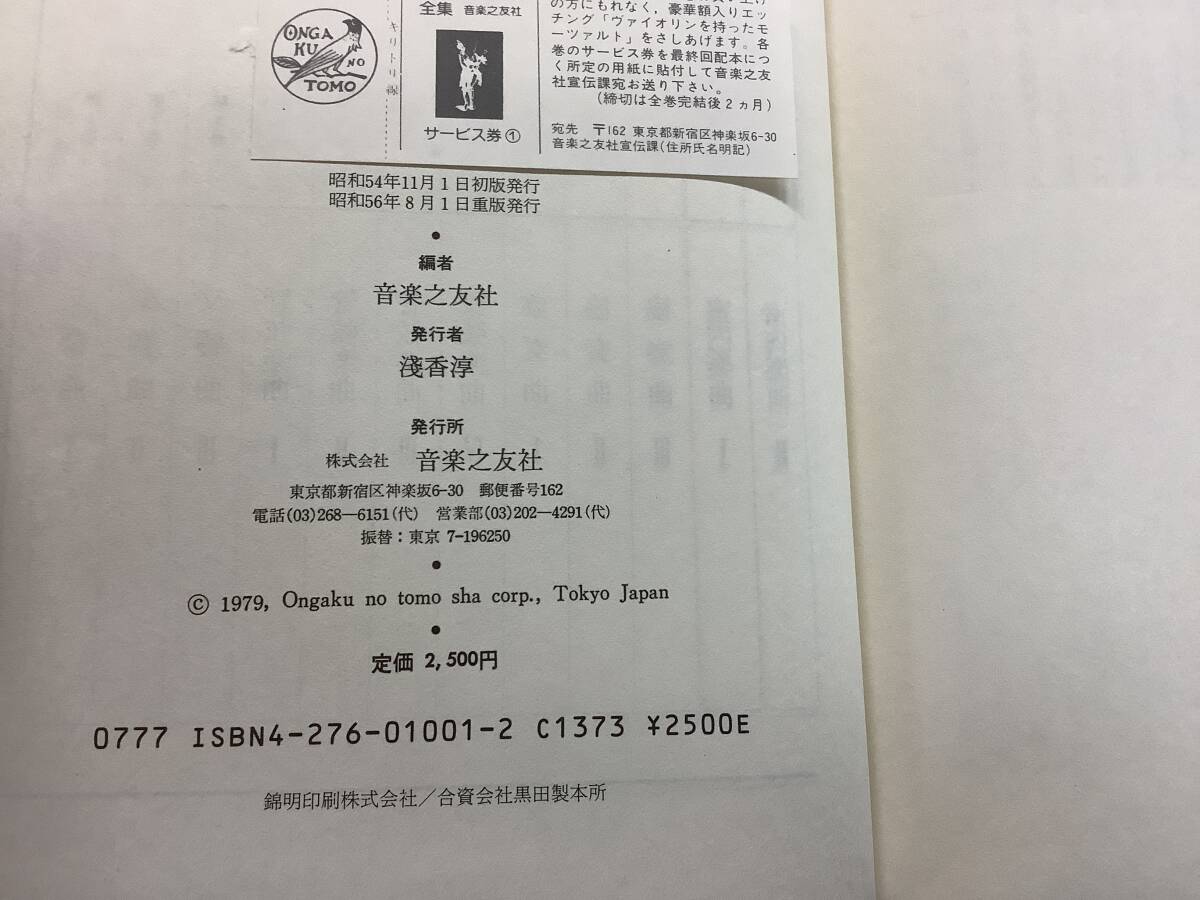 ONGAKU NO TOMO
キリトリ線
全集 音楽之友社
サービス券①
の方にもれなく，豪華額入りエッ
チング「ヴァイオリンを持ったモ
ーツァルト」をさしあげます。各
巻のサービス券を最終回配本につ
く所定の用紙に貼付して音楽之友
社宣伝課宛お送り下さい。
（締切は全巻完結後2ヵ月）
宛先 〒162 東京都新宿区神楽坂6-30
音楽之友社宣伝課(住所氏名明記)
昭和54年11月1日初版発行
昭和56年8月1日重版発行
●
編者
音楽之友社
発行者
淺香淳
発行所
株式会社 音楽之友社
東京都新宿区神楽坂6-30 郵便番号162
電話(03)268―6151(代) 営業部(03)202―4291(代)
振替：東京 7-196250
●
© 1979, Ongaku no tomo sha corp., Tokyo Japan
●
定価 2,500円
0777 ISBN4-276-01001-2 C1373 ¥2500E
錦明印刷株式会社／合資会社黒田製本所